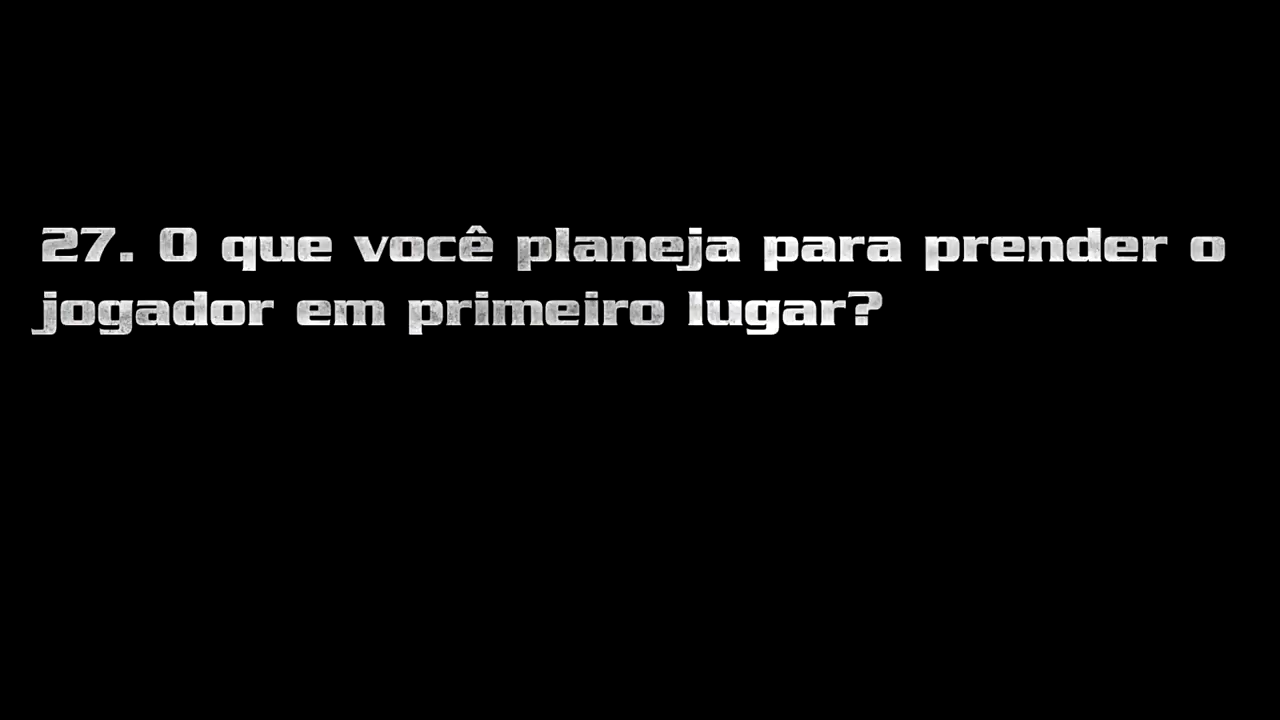 27. O que você planeja para prender o
jogador em primeiro lugar?